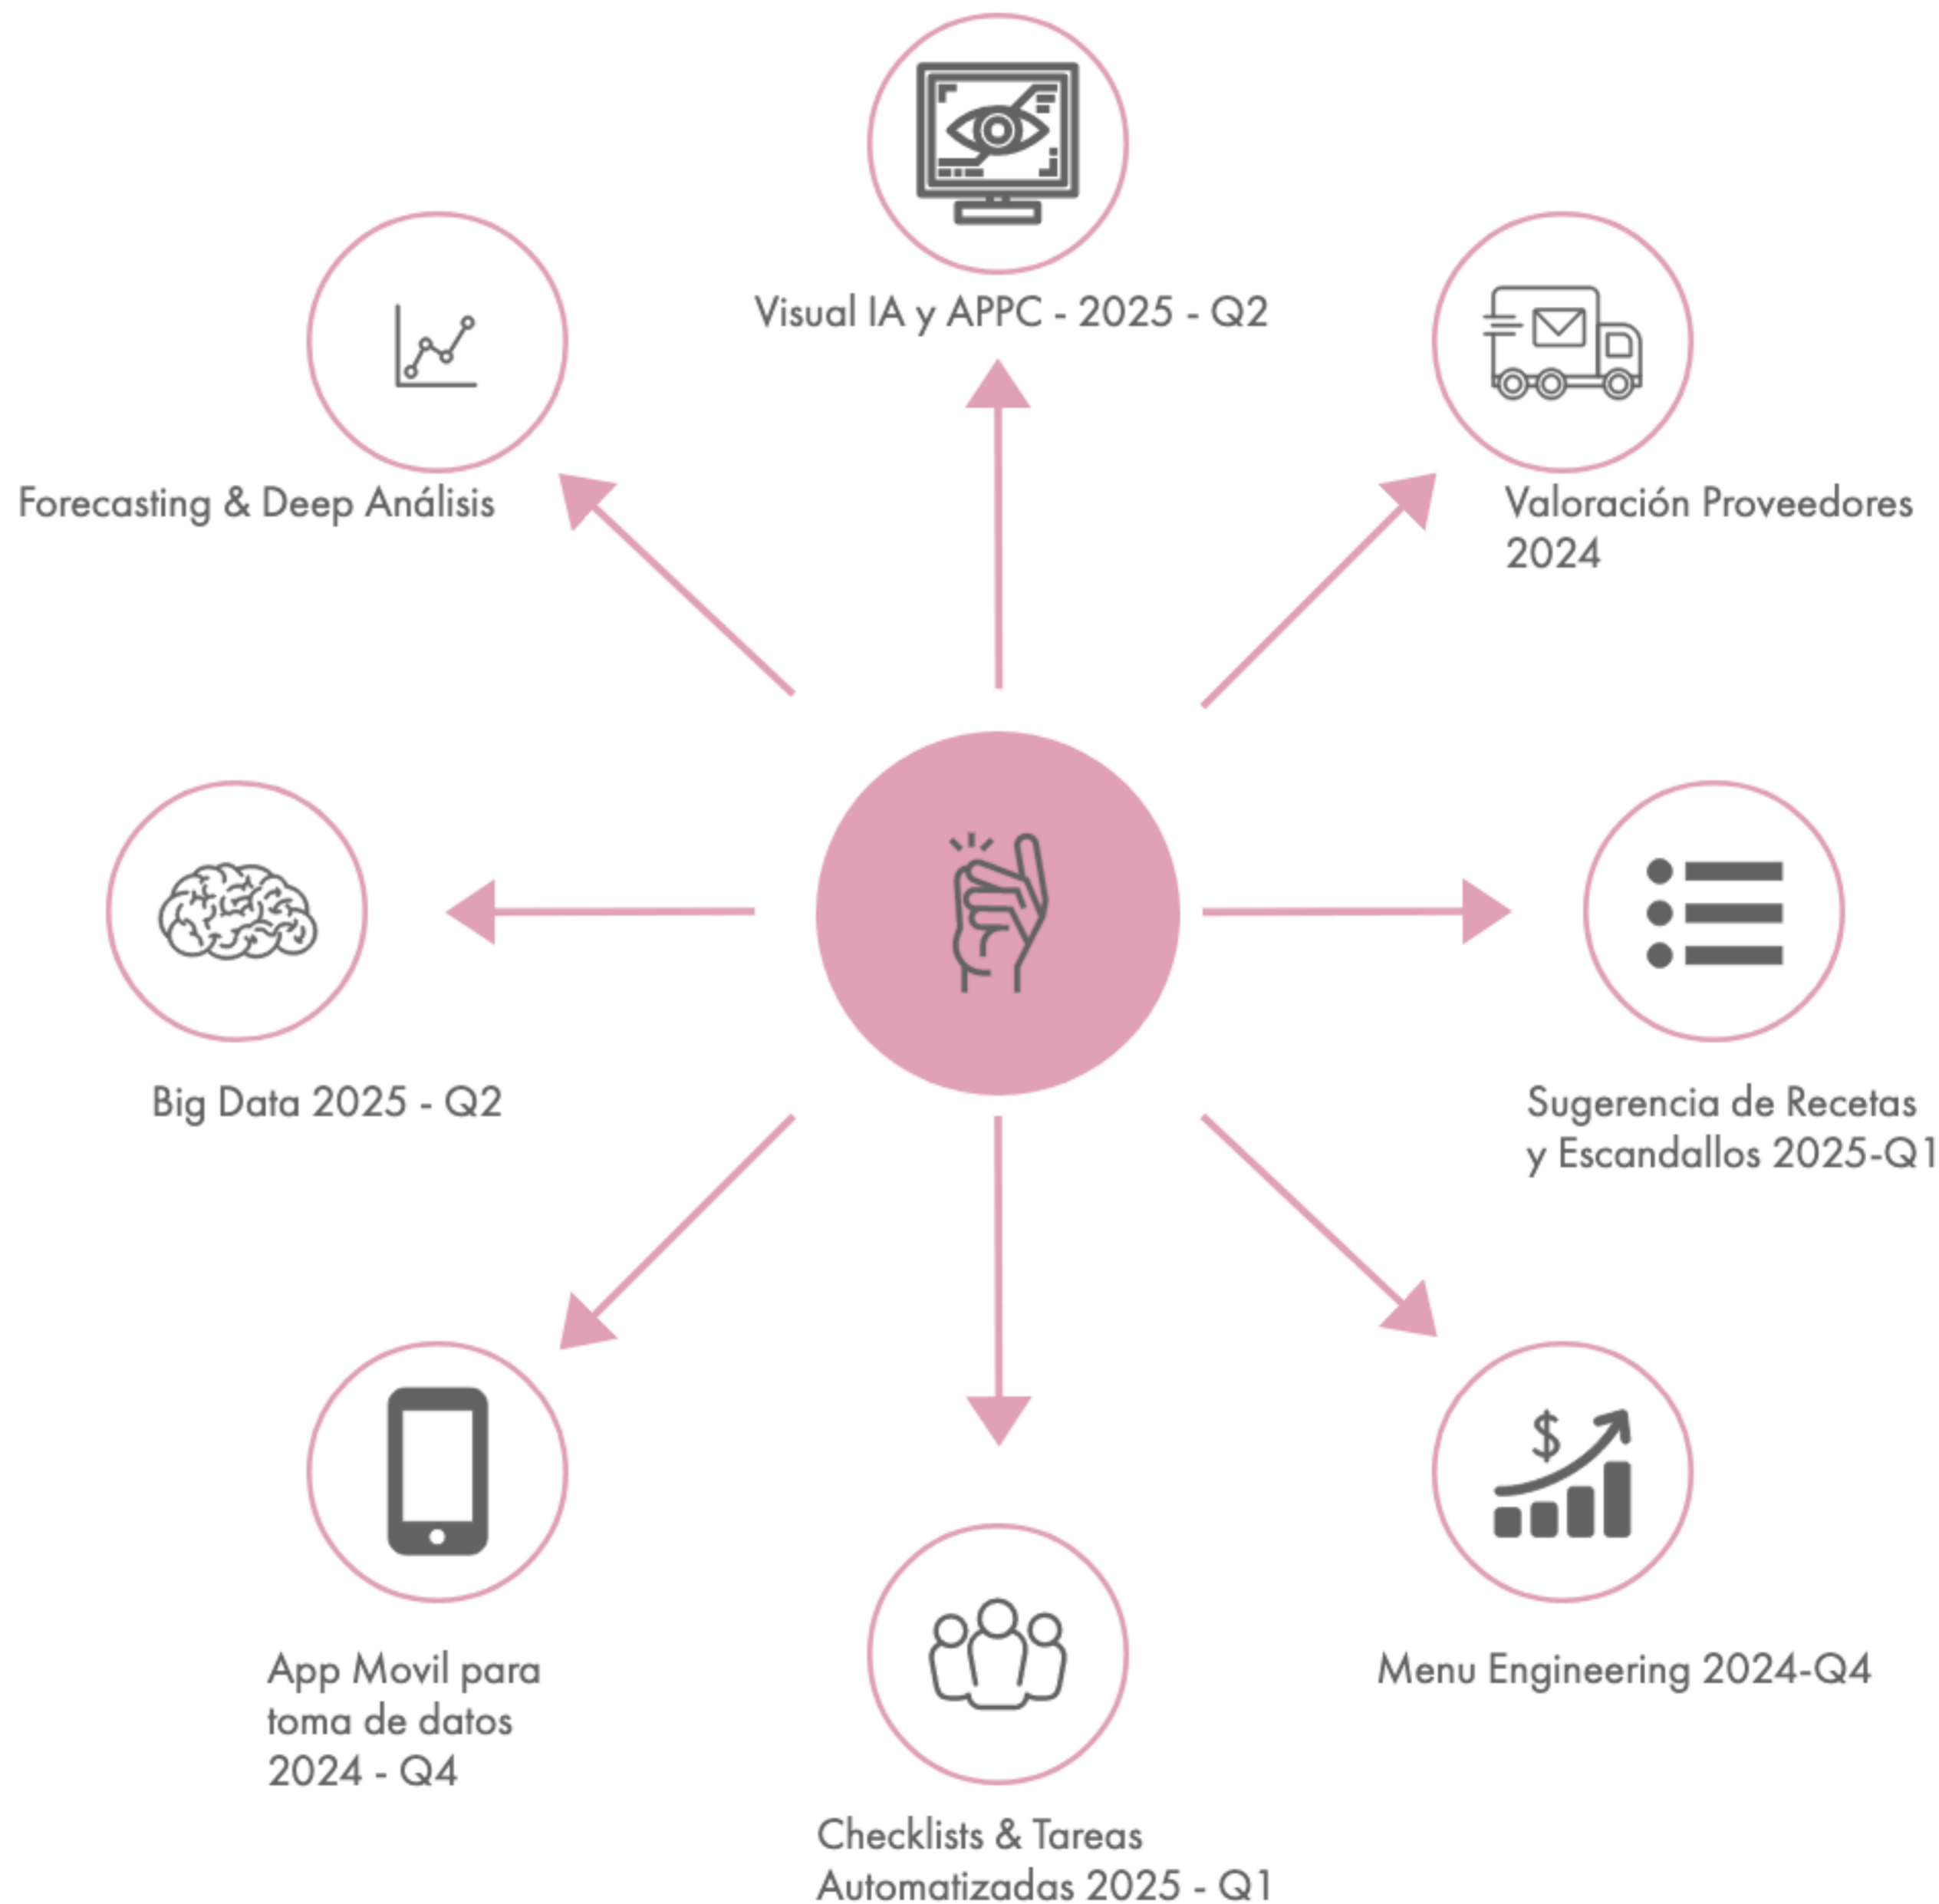 Visual IA y APPC - 2025 - Q2
Forecasting & Deep Análisis
Valoración Proveedores
2024
Big Data 2025 - Q2
Sugerencia de Recetas
y Escandallos 2025-Q1
App Movil para
toma de datos
2024 - Q4
Menu Engineering 2024-Q4
Checklists & Tareas
Automatizadas 2025 - Q1